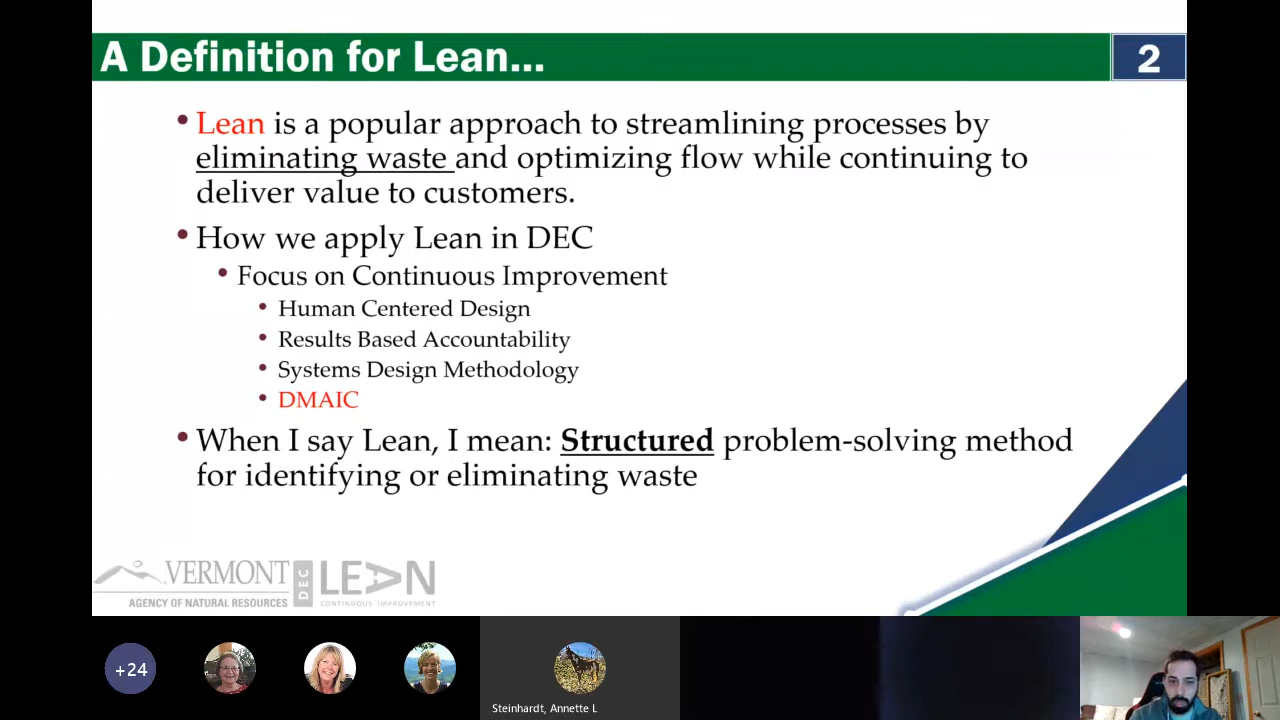 A Definition for Lean...
2
• Lean is a popular approach to streamlining processes by
eliminating waste and optimizing flow while continuing to
deliver value to customers.
• How we apply Lean in DEC
• Focus on Continuous Improvement
• Human Centered Design
• Results Based Accountability
• Systems Design Methodology
• DMAIC
• When I say Lean, I mean: Structured problem-solving method
for identifying or eliminating waste
VERMONT
AGENCY OF NATURAL RESOURCES
DEC
LEAN
CONTINUOUS IMPROVEMENT
+24
Steinhardt, Annette L